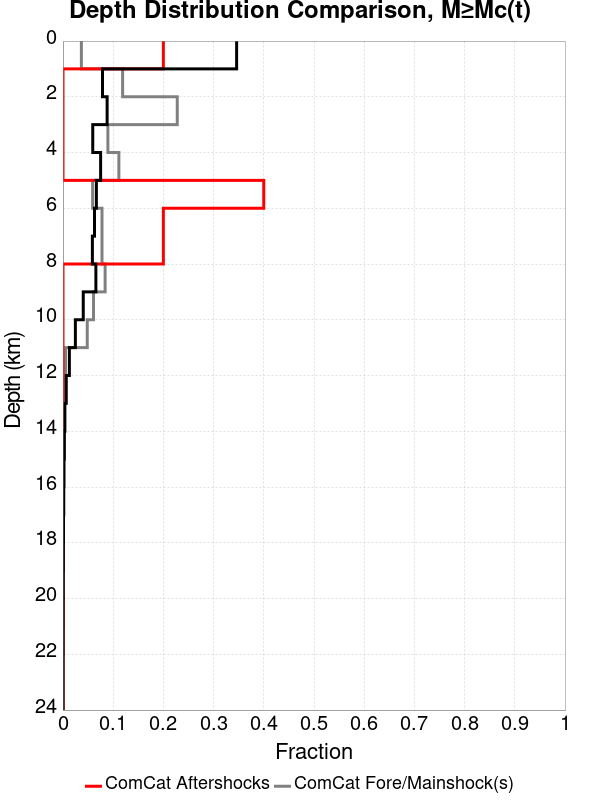 Depth Distribution Comparison, M≥Mc(t)
0
2
4
6
8
10
12
14
16
18
20
22
24
Depth (km)
0 0.1 0.2 0.3 0.4 0.5 0.6 0.7 0.8 0.9 1
Fraction
ComCat Aftershocks ComCat Fore/Mainshock(s)